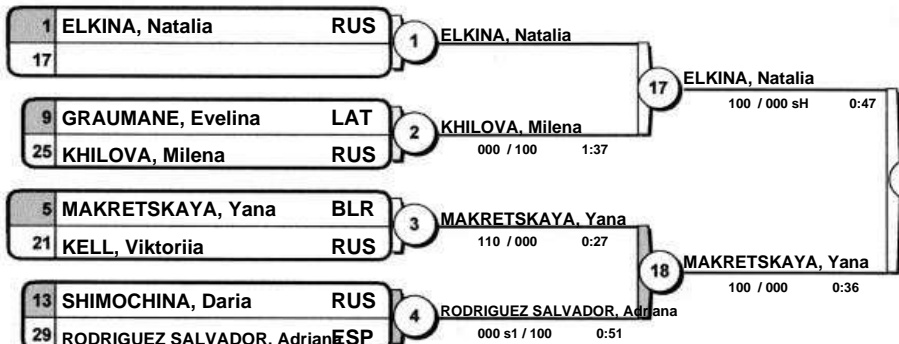 1 ELKINA, Natalia RUS
17
9 GRAUMANE, Evelina LAT
25 KHILOVA, Milena RUS
5 MAKRETSKAYA, Yana BLR
21 KELL, Viktoriia RUS
13 SHIMOCHINA, Daria RUS
29 RODRIGUEZ SALVADOR, Adriana ESP
1 ELKINA, Natalia
2 KHILOVA, Milena
000 / 100 1:37
3 MAKRETSKAYA, Yana
110 / 000 0:27
4 RODRIGUEZ SALVADOR, Adriana
000 s1 / 100 0:51
17 ELKINA, Natalia
100 / 000 sH 0:47
18 MAKRETSKAYA, Yana
100 / 000 0:36